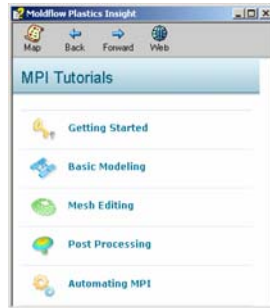 Moldflow Plastics Insight
Map Back Forward Web
MPI Tutorials
Getting Started
Basic Modeling
Mesh Editing
Post Processing
Automating MPI